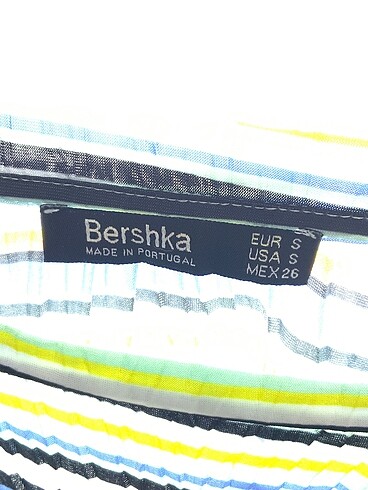 Bershka
MADE IN PORTUGAL
EUR S
USA S
MEX 26